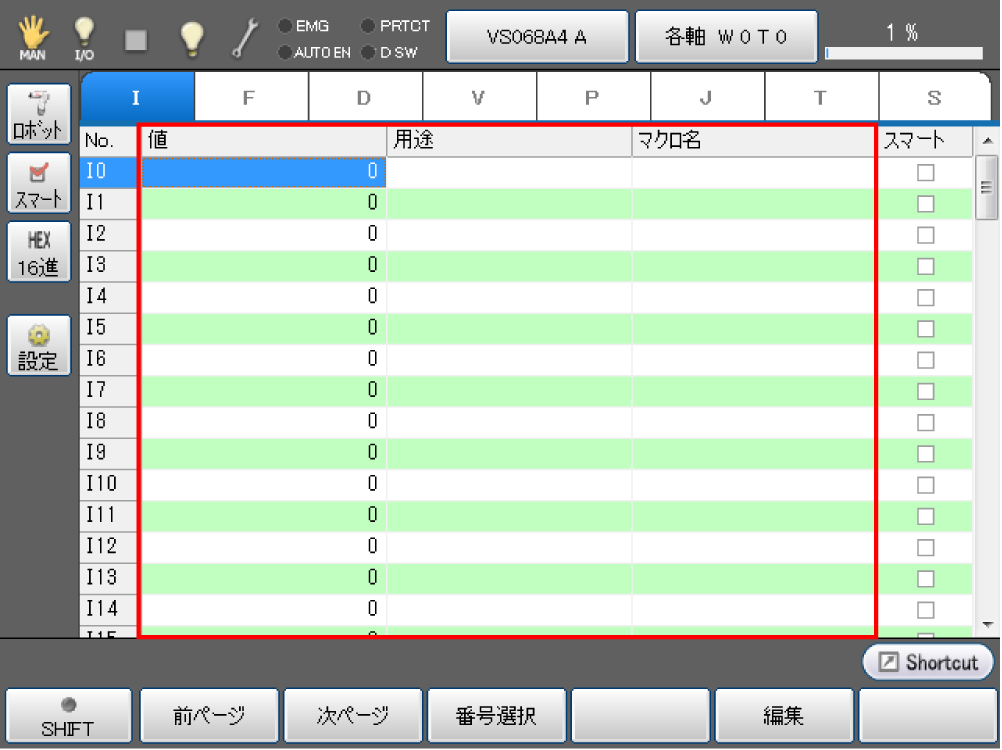 MAN
I/O
EMG
PRTCT
AUTO EN
D SW
VS068A4 A
各軸 W 0 T 0
1 %
ロボット
スマート
HEX
16進
設定
I F D V P J T S
No. 値 用途 マクロ名 スマート
I0 0
I1 0
I2 0
I3 0
I4 0
I5 0
I6 0
I7 0
I8 0
I9 0
I10 0
I11 0
I12 0
I13 0
I14 0
I15 0
Shortcut
SHIFT 前ページ 次ページ 番号選択 編集